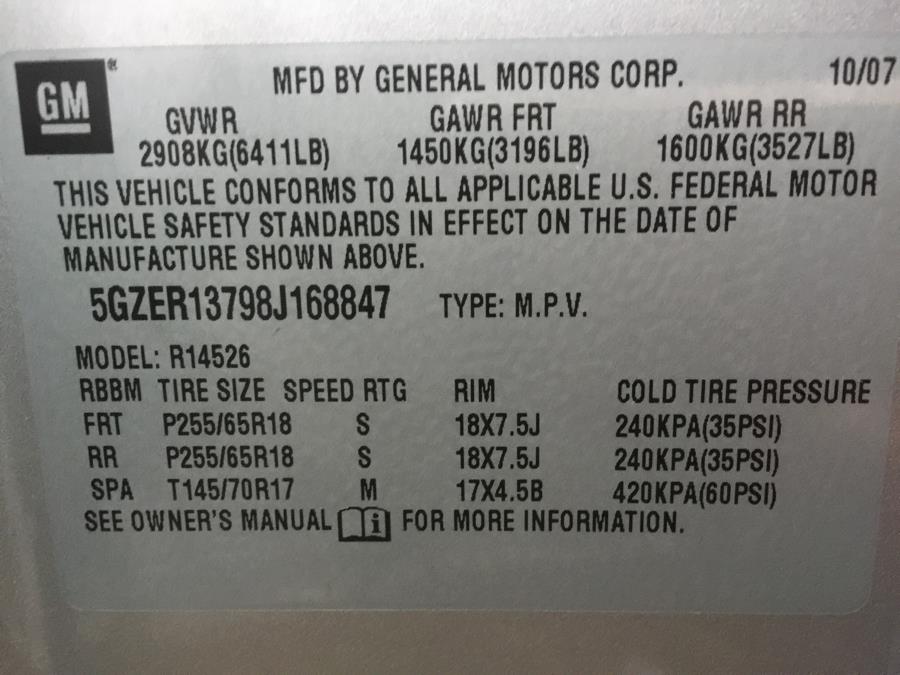 GM® MFD BY GENERAL MOTORS CORP. 10/07
GVWR GAWR FRT GAWR RR
2908KG(6411LB) 1450KG(3196LB) 1600KG(3527LB)
THIS VEHICLE CONFORMS TO ALL APPLICABLE U.S. FEDERAL MOTOR
VEHICLE SAFETY STANDARDS IN EFFECT ON THE DATE OF
MANUFACTURE SHOWN ABOVE.
5GZER13798J168847 TYPE: M.P.V.
MODEL: R14526
RBBM TIRE SIZE SPEED RTG RIM COLD TIRE PRESSURE
FRT P255/65R18 S 18X7.5J 240KPA(35PSI)
RR P255/65R18 S 18X7.5J 240KPA(35PSI)
SPA T145/70R17 M 17X4.5B 420KPA(60PSI)
SEE OWNER'S MANUAL i FOR MORE INFORMATION.